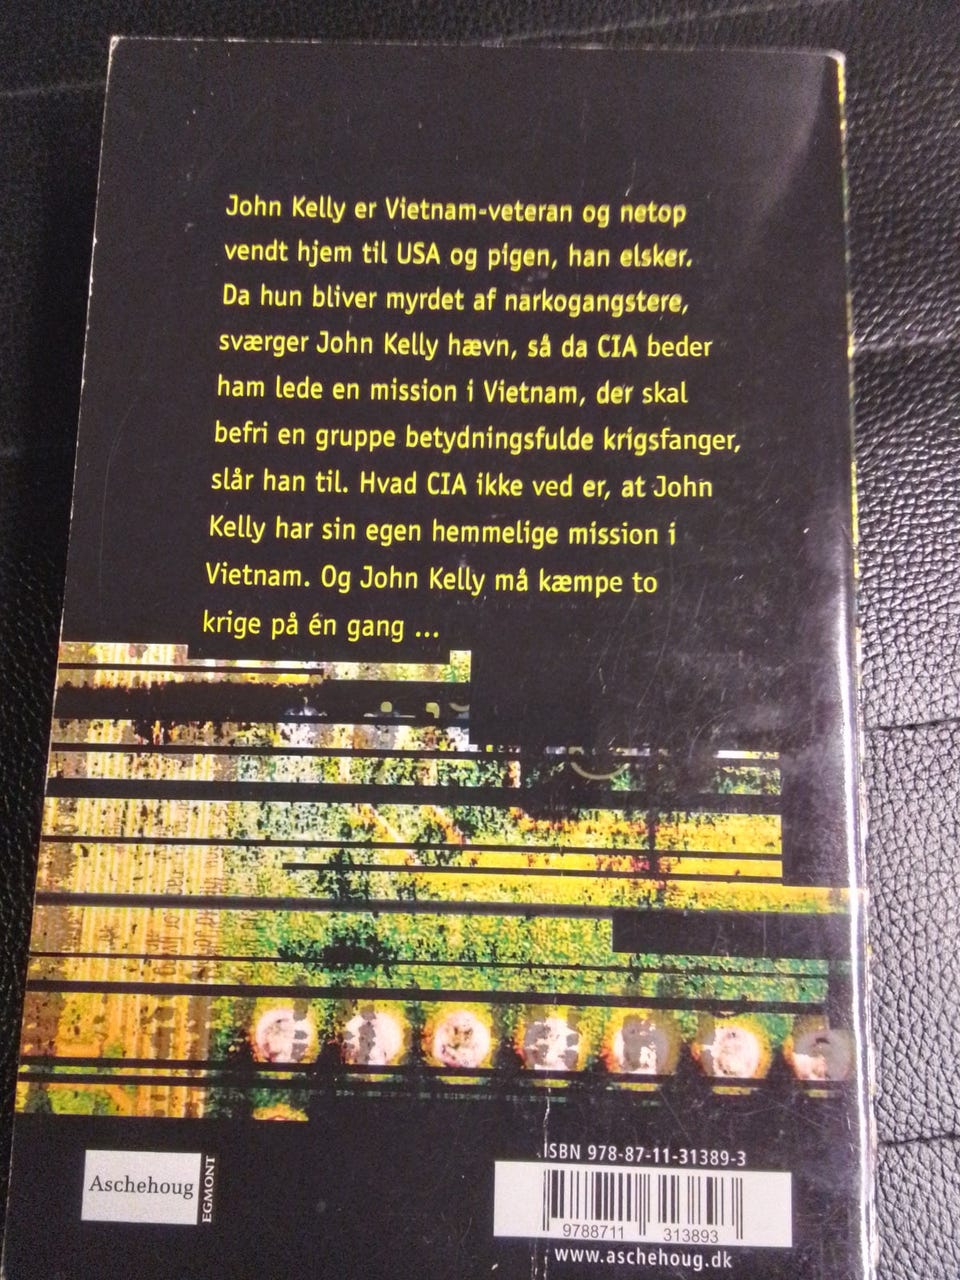 John Kelly er Vietnam-veteran og netop
vendt hjem til USA og pigen, han elsker.
Da hun bliver myrdet af narkogangstere,
sværger John Kelly hævn, så da CIA beder
ham lede en mission i Vietnam, der skal
befri en gruppe betydningsfulde krigsfanger,
slår han til. Hvad CIA ikke ved er, at John
Kelly har sin egen hemmelige mission i
Vietnam. Og John Kelly må kæmpe to
krige på én gang ...
Aschehoug
EGMONT
ISBN 978-87-11-31389-3
9788711 313893
www.aschehoug.dk